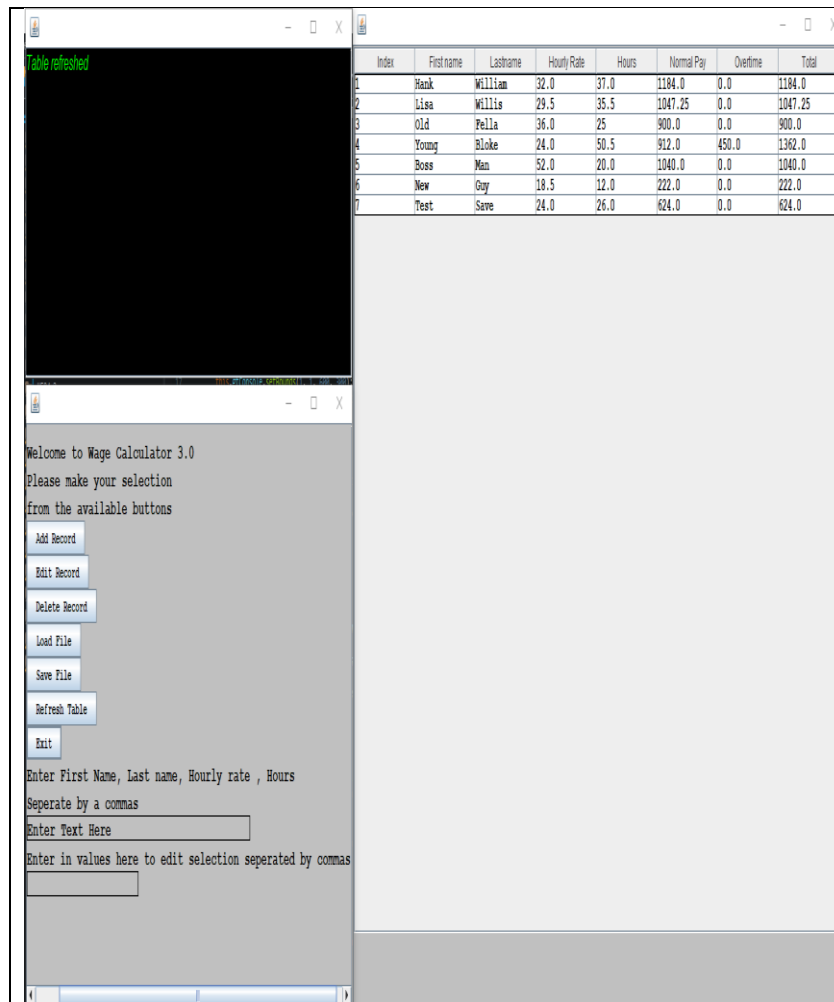 Table refreshed
Index Firstname Lastname Hourly Rate Hours Normal Pay Overtime Total
1 Hank William 32.0 37.0 1184.0 0.0 1184.0
2 Lisa Willis 29.5 35.5 1047.25 0.0 1047.25
3 Old Fella 36.0 25 900.0 0.0 900.0
4 Young Bloke 24.0 50.5 912.0 450.0 1362.0
5 Boss Man 52.0 20.0 1040.0 0.0 1040.0
6 New Guy 18.5 12.0 222.0 0.0 222.0
7 Test Save 24.0 26.0 624.0 0.0 624.0
Welcome to Wage Calculator 3.0
Please make your selection
from the available buttons
Add Record
Edit Record
Delete Record
Load File
Save File
Refresh Table
Exit
Enter First Name, Last name, Hourly rate , Hours
Seperate by a commas
Enter Text Here
Enter in values here to edit selection seperated by commas